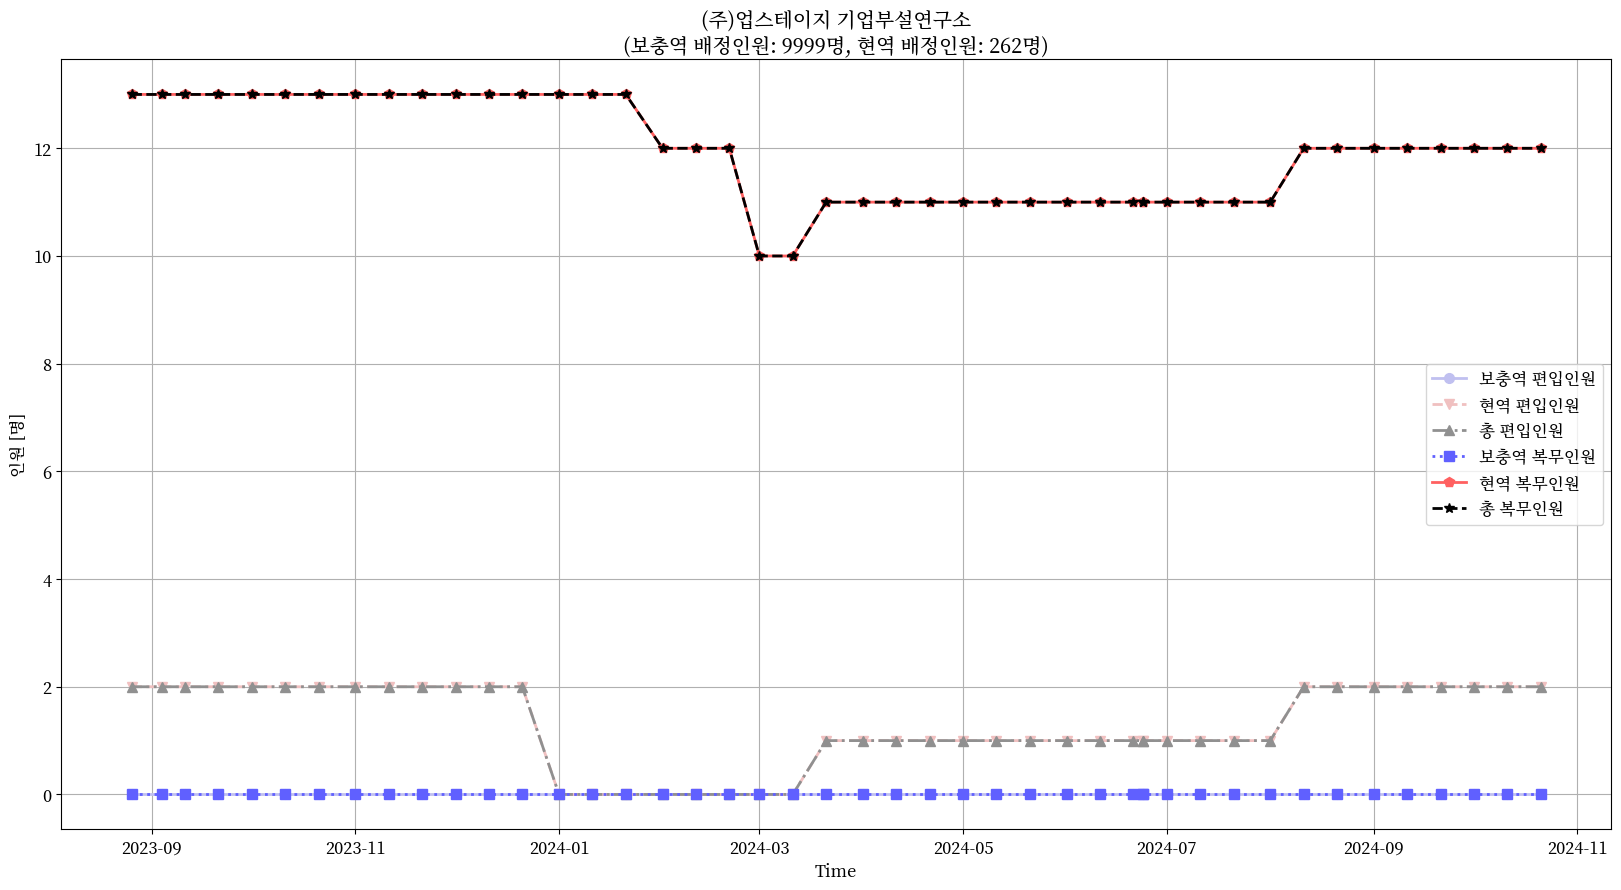 (주)업스테이지 기업부설연구소
(보충역 배정인원: 9999명, 현역 배정인원: 262명)
인원 [명]
12
10
8
6
4
2
0
보충역 편입인원
현역 편입인원
총 편입인원
보충역 복무인원
현역 복무인원
총 복무인원
2023-09 2023-11 2024-01 2024-03 2024-05 2024-07 2024-09 2024-11
Time